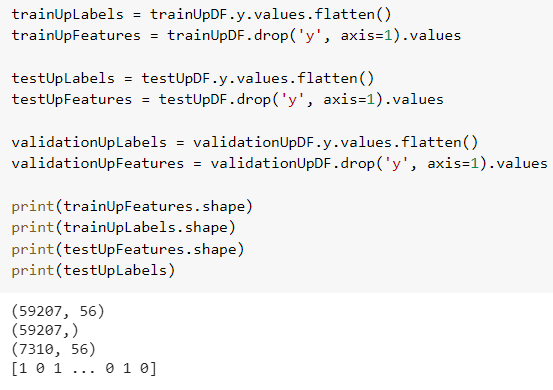 trainUpLabels = trainUpDF.y.values.flatten()
trainUpFeatures = trainUpDF.drop('y', axis=1).values
testUpLabels = testUpDF.y.values.flatten()
testUpFeatures = testUpDF.drop('y', axis=1).values
validationUpLabels = validationUpDF.y.values.flatten()
validationUpFeatures = validationUpDF.drop('y', axis=1).values
print(trainUpFeatures.shape)
print(trainUpLabels.shape)
print(testUpFeatures.shape)
print(testUpLabels)
(59207, 56)
(59207,)
(7310, 56)
[1 0 1 ... 0 1 0]